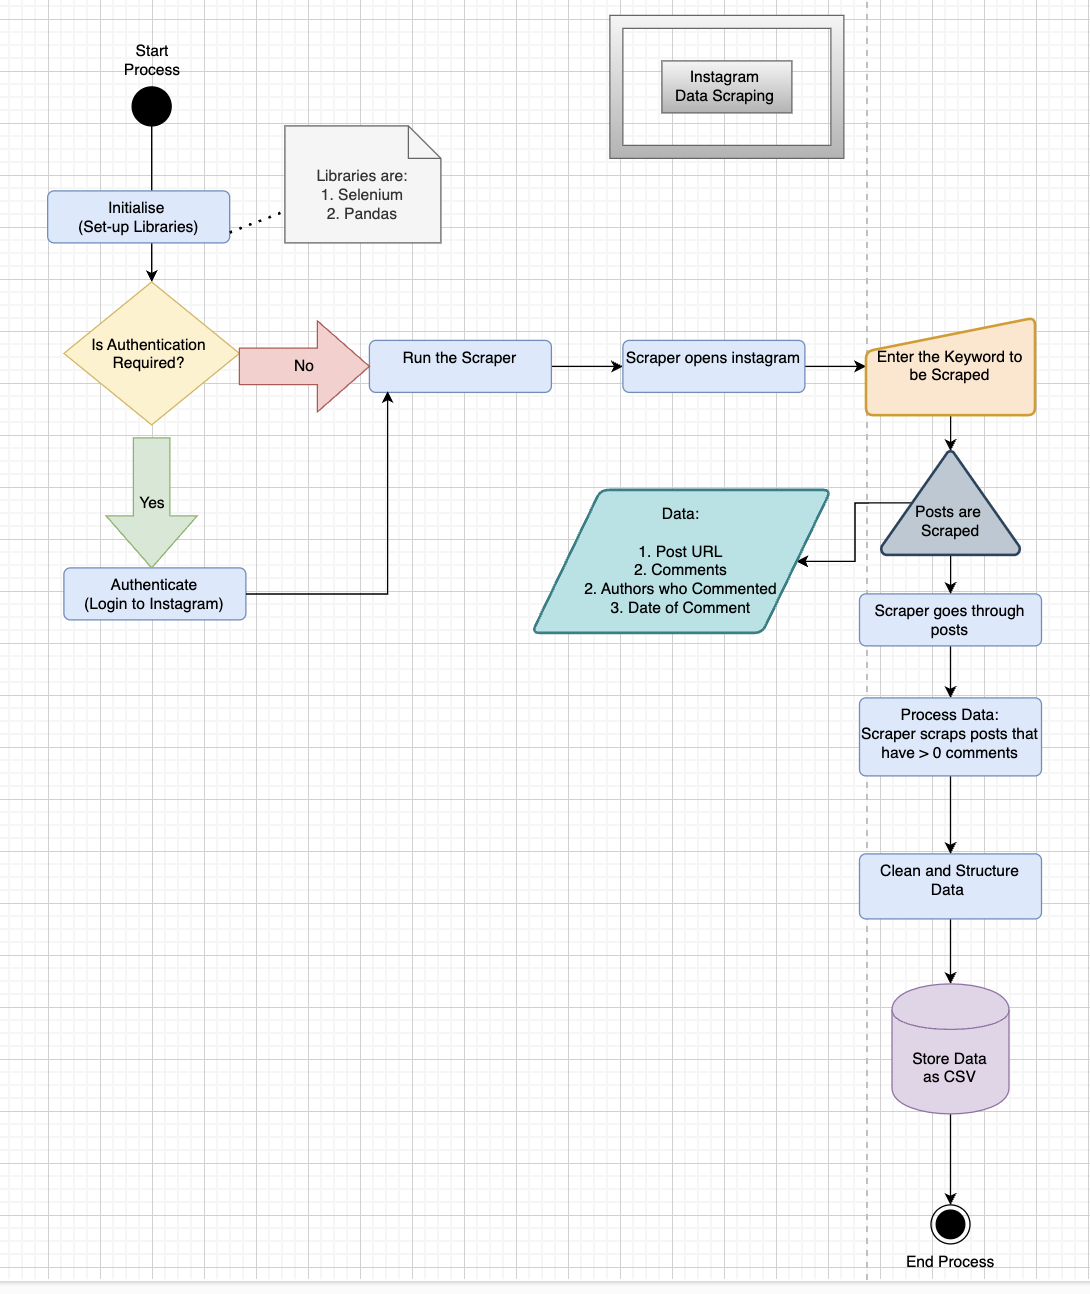 Start
Process
Instagram
Data Scraping
Libraries are:
1. Selenium
2. Pandas
Initialise
(Set-up Libraries)
Is Authentication
Required?
No
Run the Scraper
Scraper opens instagram
Enter the Keyword to
be Scraped
Yes
Authenticate
(Login to Instagram)
Posts are
Scraped
Data:
1. Post URL
2. Comments
2. Authors who Commented
3. Date of Comment
Scraper goes through
posts
Process Data:
Scraper scraps posts that
have > 0 comments
Clean and Structure
Data
Store Data
as CSV
End Process